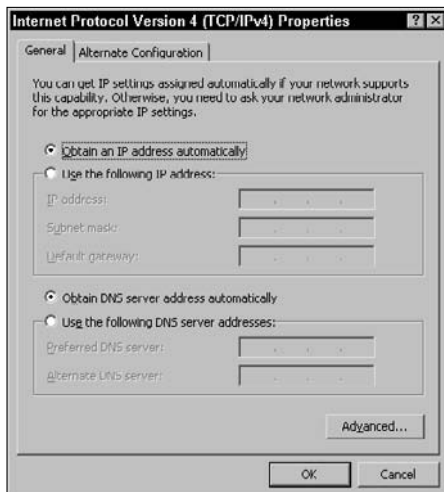 Internet Protocol Version 4 (TCP/IPv4) Properties
General
Alternate Configuration
You can get IP settings assigned automatically if your network supports
this capability. Otherwise, you need to ask your network administrator
for the appropriate IP settings.
Obtain an IP address automatically
Use the following IP address:
IP address:
Subnet mask:
Default gateway:
Obtain DNS server address automatically
Use the following DNS server addresses:
Preferred DNS server:
Alternate DNS server:
Advanced...
OK
Cancel